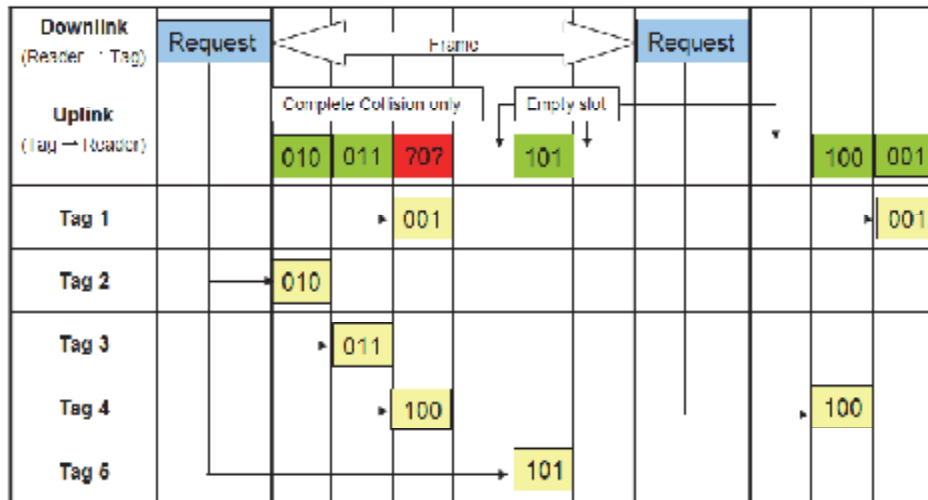 Downlink
(Reader → Tag)
Request
Frame
Request
Uplink
(Tag → Reader)
Complete Collision only
Empty slot
010 011 ?0? 101 100 001
Tag 1 001 001
Tag 2 010
Tag 3 011
Tag 4 100 100
Tag 5 101